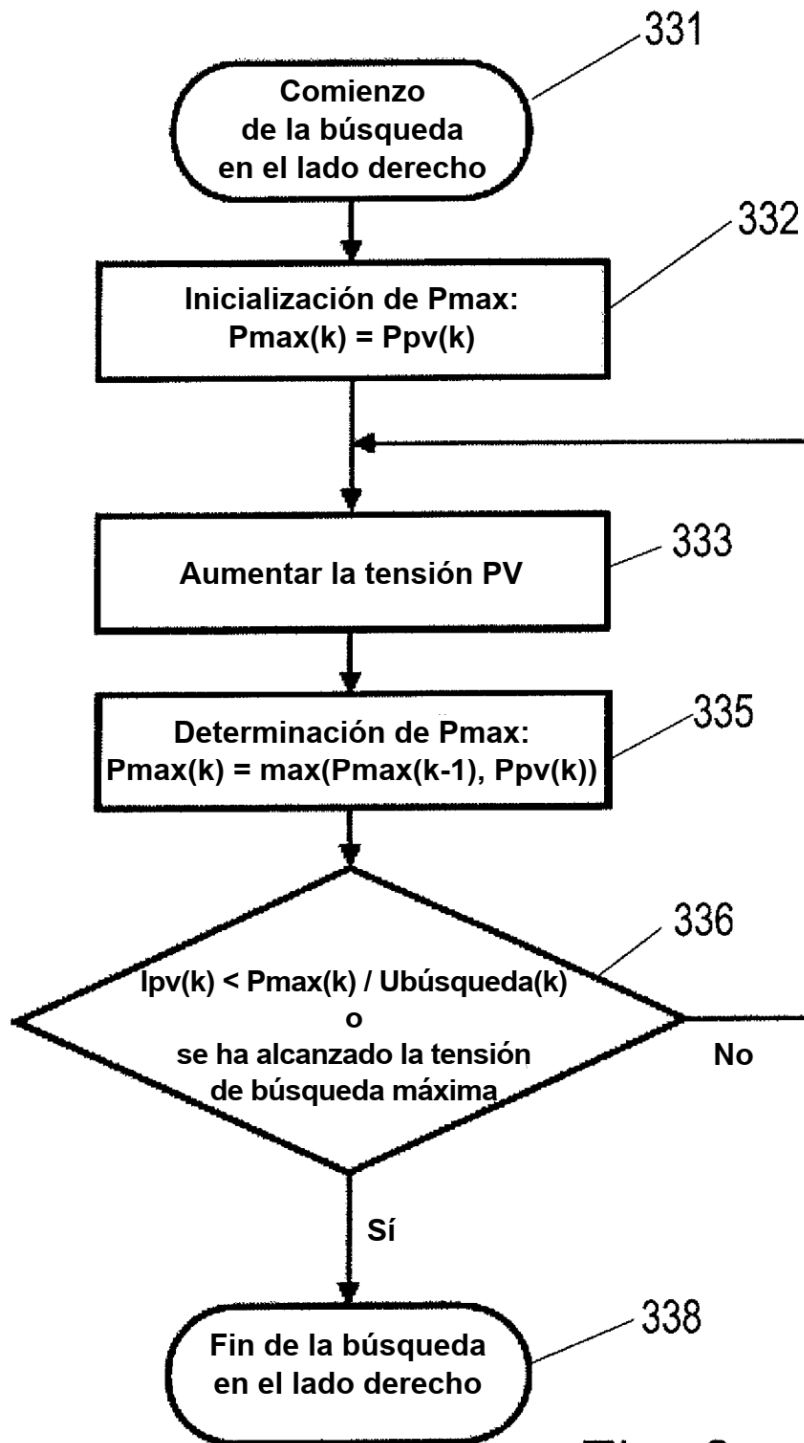 331
Comienzo
de la búsqueda
en el lado derecho
332
Inicialización de Pmax:
Pmax(k) = Ppv(k)
333
Aumentar la tensión PV
335
Determinación de Pmax:
Pmax(k) = max(Pmax(k-1), Ppv(k))
336
Ipv(k) < Pmax(k) / Ubúsqueda(k)
o
se ha alcanzado la tensión
de búsqueda máxima
No
Sí
338
Fin de la búsqueda
en el lado derecho